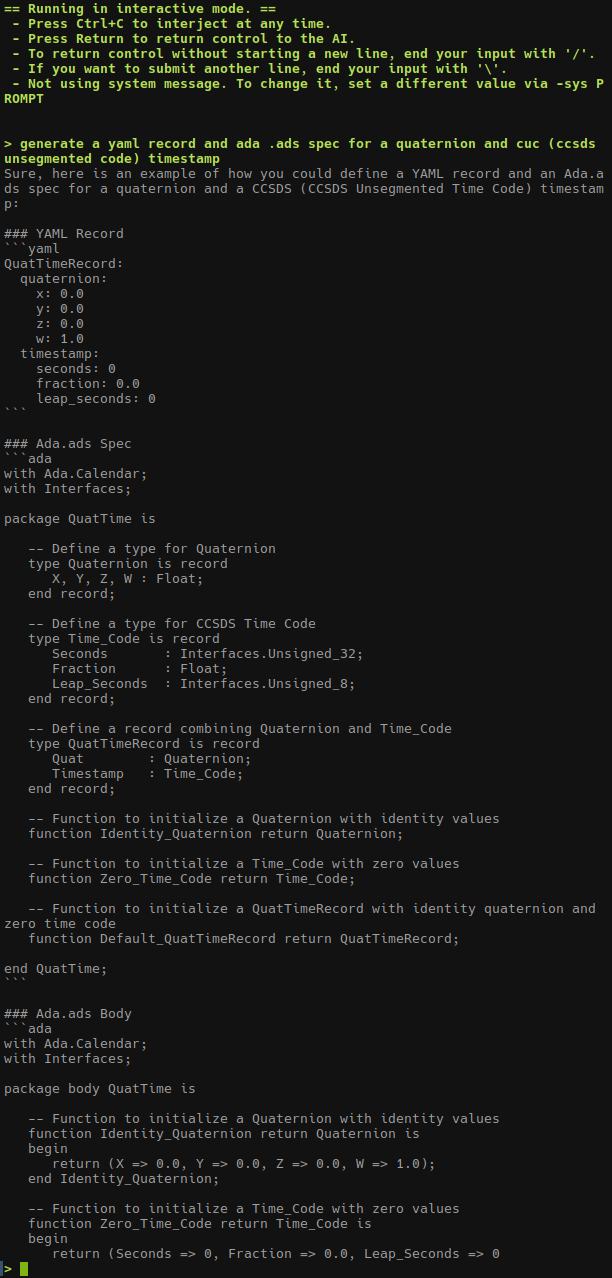 == Running in interactive mode. ==
 - Press Ctrl+C to interject at any time.
 - Press Return to return control to the AI.
 - To return control without starting a new line, end your input with '/'.
 - If you want to submit another line, end your input with '\'.
 - Not using system message. To change it, set a different value via -sys P
ROMPT

> generate a yaml record and ada .ads spec for a quaternion and cuc (ccsds
unsegmented code) timestamp
Sure, here is an example of how you could define a YAML record and an Ada.a
ds spec for a quaternion and a CCSDS (CCSDS Unsegmented Time Code) timestam
p:

### YAML Record
```yaml
QuatTimeRecord:
  quaternion:
    x: 0.0
    y: 0.0
    z: 0.0
    w: 1.0
  timestamp:
    seconds: 0
    fraction: 0.0
    leap_seconds: 0
```

### Ada.ads Spec
```ada
with Ada.Calendar;
with Interfaces;

package QuatTime is

   -- Define a type for Quaternion
   type Quaternion is record
      X, Y, Z, W : Float;
   end record;

   -- Define a type for CCSDS Time Code
   type Time_Code is record
      Seconds       : Interfaces.Unsigned_32;
      Fraction      : Float;
      Leap_Seconds  : Interfaces.Unsigned_8;
   end record;

   -- Define a record combining Quaternion and Time_Code
   type QuatTimeRecord is record
      Quat        : Quaternion;
      Timestamp   : Time_Code;
   end record;

   -- Function to initialize a Quaternion with identity values
   function Identity_Quaternion return Quaternion;

   -- Function to initialize a Time_Code with zero values
   function Zero_Time_Code return Time_Code;

   -- Function to initialize a QuatTimeRecord with identity quaternion and
zero time code
   function Default_QuatTimeRecord return QuatTimeRecord;

end QuatTime;
```

### Ada.ads Body
```ada
with Ada.Calendar;
with Interfaces;

package body QuatTime is

   -- Function to initialize a Quaternion with identity values
   function Identity_Quaternion return Quaternion is
   begin
      return (X => 0.0, Y => 0.0, Z => 0.0, W => 1.0);
   end Identity_Quaternion;

   -- Function to initialize a Time_Code with zero values
   function Zero_Time_Code return Time_Code is
   begin
      return (Seconds => 0, Fraction => 0.0, Leap_Seconds => 0
>